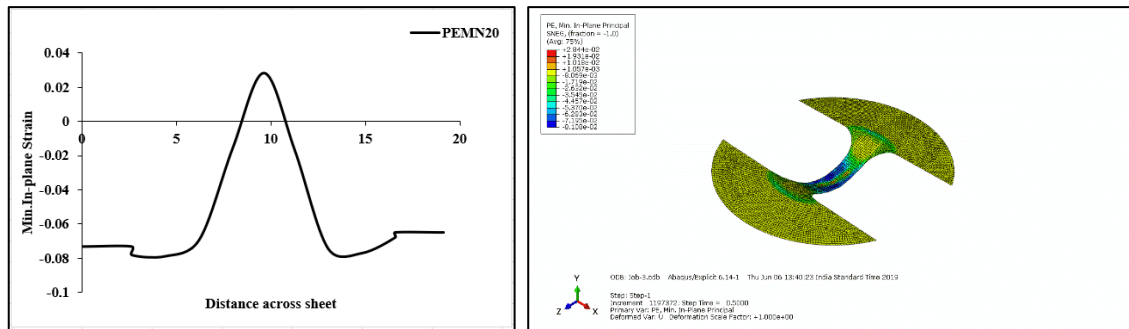 PEMN20
0.04
0.02
0
-0.02
-0.04
-0.06
-0.08
-0.1
0
5
10
15
20
Min.In-plane Strain
Distance across sheet
PE, Min. In-Plane Principal
SNEG, (fraction = -1.0)
(Avg: 75%)
+2.844e-02
+1.931e-02
+1.018e-02
+1.057e-03
-8.069e-03
-1.719e-02
-2.632e-02
-3.545e-02
-4.457e-02
-5.370e-02
-6.283e-02
-7.195e-02
-8.108e-02
ODB: Job-3.odb Abaqus/Explicit 6.14-1 Thu Jun 06 13:40:23 India Standard Time 2019
Step: Step-1
Increment 1197372: Step Time = 0.5000
Primary Var: PE, Min. In-Plane Principal
Deformed Var: U Deformation Scale Factor: +1.000e+00
Y
Z
X